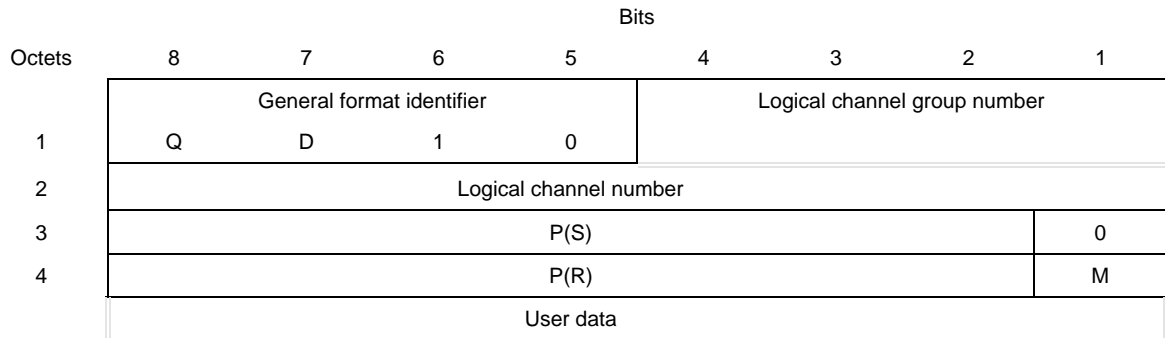 Bits
Octets 8 7 6 5 4 3 2 1
General format identifier Logical channel group number
1 Q D 1 0
2 Logical channel number
3 P(S) 0
4 P(R) M
User data